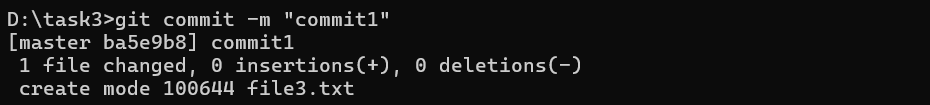 D:\task3>git commit -m "commit1"
[master ba5e9b8] commit1
 1 file changed, 0 insertions(+), 0 deletions(-)
 create mode 100644 file3.txt